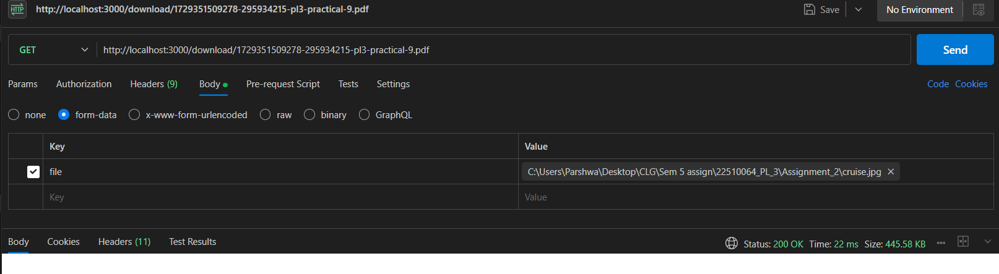 HTTP http://localhost:3000/download/1729351509278-295934215-pl3-practical-9.pdf Save No Environment
GET http://localhost:3000/download/1729351509278-295934215-pl3-practical-9.pdf Send
Params Authorization Headers (9) Body Pre-request Script Tests Settings Code Cookies
none form-data x-www-form-urlencoded raw binary GraphQL
Key Value
file C:\Users\Parshwa\Desktop\CLG\Sem 5 assign\22510064_PL_3\Assignment_2\cruise.jpg
Key Value
Body Cookies Headers (11) Test Results Status: 200 OK Time: 22 ms Size: 445.58 KB